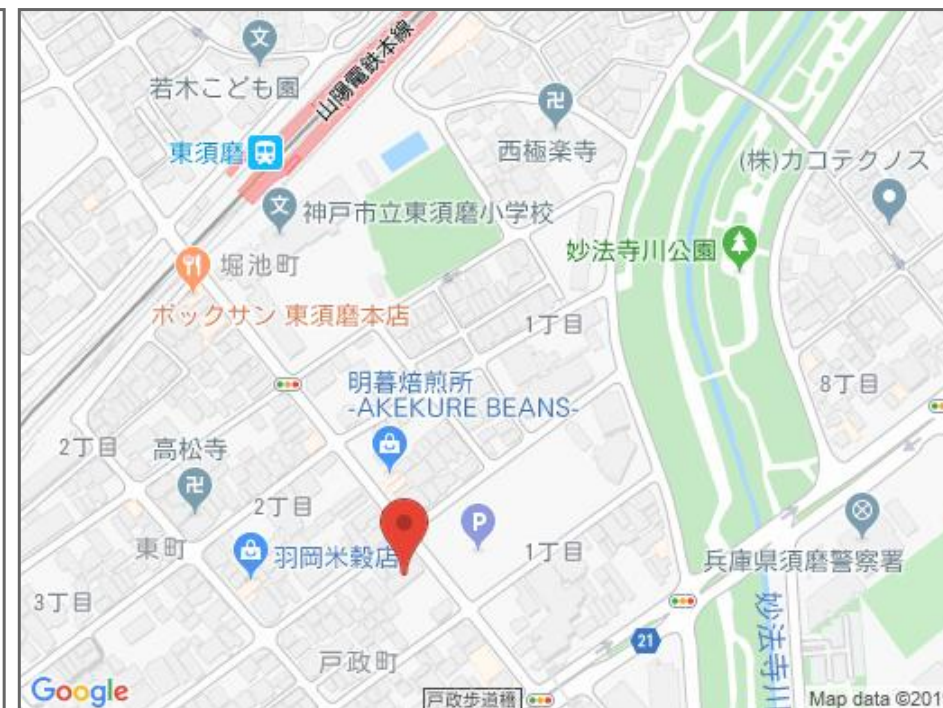 若木こども園
山陽電鉄本線
東須磨
西極楽寺
(株)カコテクノス
神戸市立東須磨小学校
妙法寺川公園
堀池町
ボックサン 東須磨本店
1丁目
明暮焙煎所
-AKEKURE BEANS-
8丁目
2丁目
高松寺
2丁目
P
東町
羽岡米穀店
1丁目
兵庫県須磨警察署
3丁目
21
妙法寺川
戸政町
Google
戸政歩道橋
Map data ©201